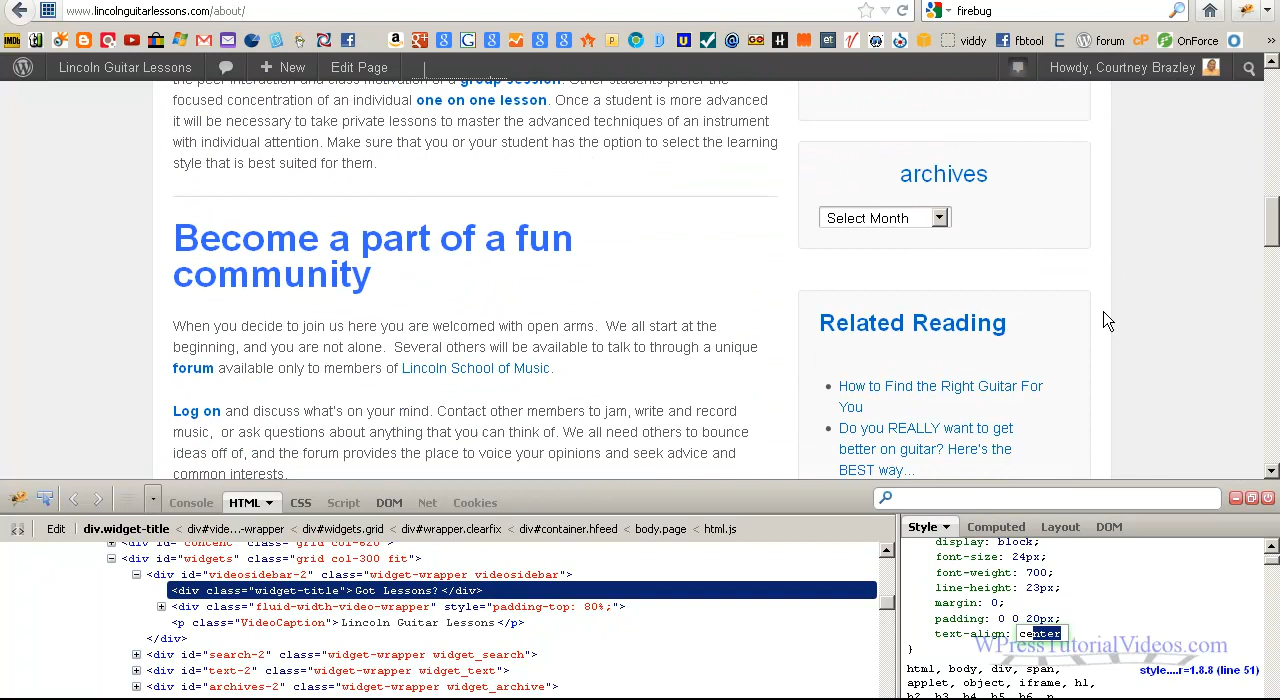 www.lincolnguitarlessons.com/about/
firebug
IMDb
viddy
fbtool
forum
OnForce
Lincoln Guitar Lessons
New
Edit Page
Howdy, Courtney Brazley
the peer interaction and class motivation of a group session. Other students prefer the
focused concentration of an individual one on one lesson. Once a student is more advanced
it will be necessary to take private lessons to master the advanced techniques of an instrument
with individual attention. Make sure that you or your student has the option to select the learning
style that is best suited for them.
archives
Select Month
Become a part of a fun
community
When you decide to join us here you are welcomed with open arms.  We all start at the
beginning, and you are not alone.  Several others will be available to talk to through a unique
forum available only to members of Lincoln School of Music.
Log on and discuss what's on your mind. Contact other members to jam, write and record
music,  or ask questions about anything that you can think of. We all need others to bounce
ideas off of, and the ferum provides the place to voice your opinions and seek advice and
common interests.
Related Reading
How to Find the Right Guitar For
You
Do you REALLY want to get
better on guitar? Here's the
BEST way...
Console
HTML
CSS
Script
DOM
Net
Cookies
Edit
div.widget-title < div#vide...-wrapper < div#widgets.grid < div#wrapper.clearfix < div#container.hfeed < body.page < html.js
Style
Computed
Layout
DOM
<div id="widgets" class="grid col-300 fit">
<div id="videosidebar-2" class="widget-wrapper videosidebar">
<div class="widget-title">Got Lessons?</div>
<div class="fluid-width-video-wrapper" style="padding-top: 80%;">
<p class="VideoCaption">Lincoln Guitar Lessons</p>
</div>
<div id="search-2" class="widget-wrapper widget_search">
<div id="text-2" class="widget-wrapper widget_text">
<div id="archives-2" class="widget-wrapper widget_archive">
display: block;
font-size: 24px;
font-weight: 700;
line-height: 23px;
margin: 0;
padding: 0 0 20px;
text-align: center
}
WPressTutorialVideos.com
html, body, div, span,
applet, object, iframe, h1,
style....r=1.8.8 (line 51)